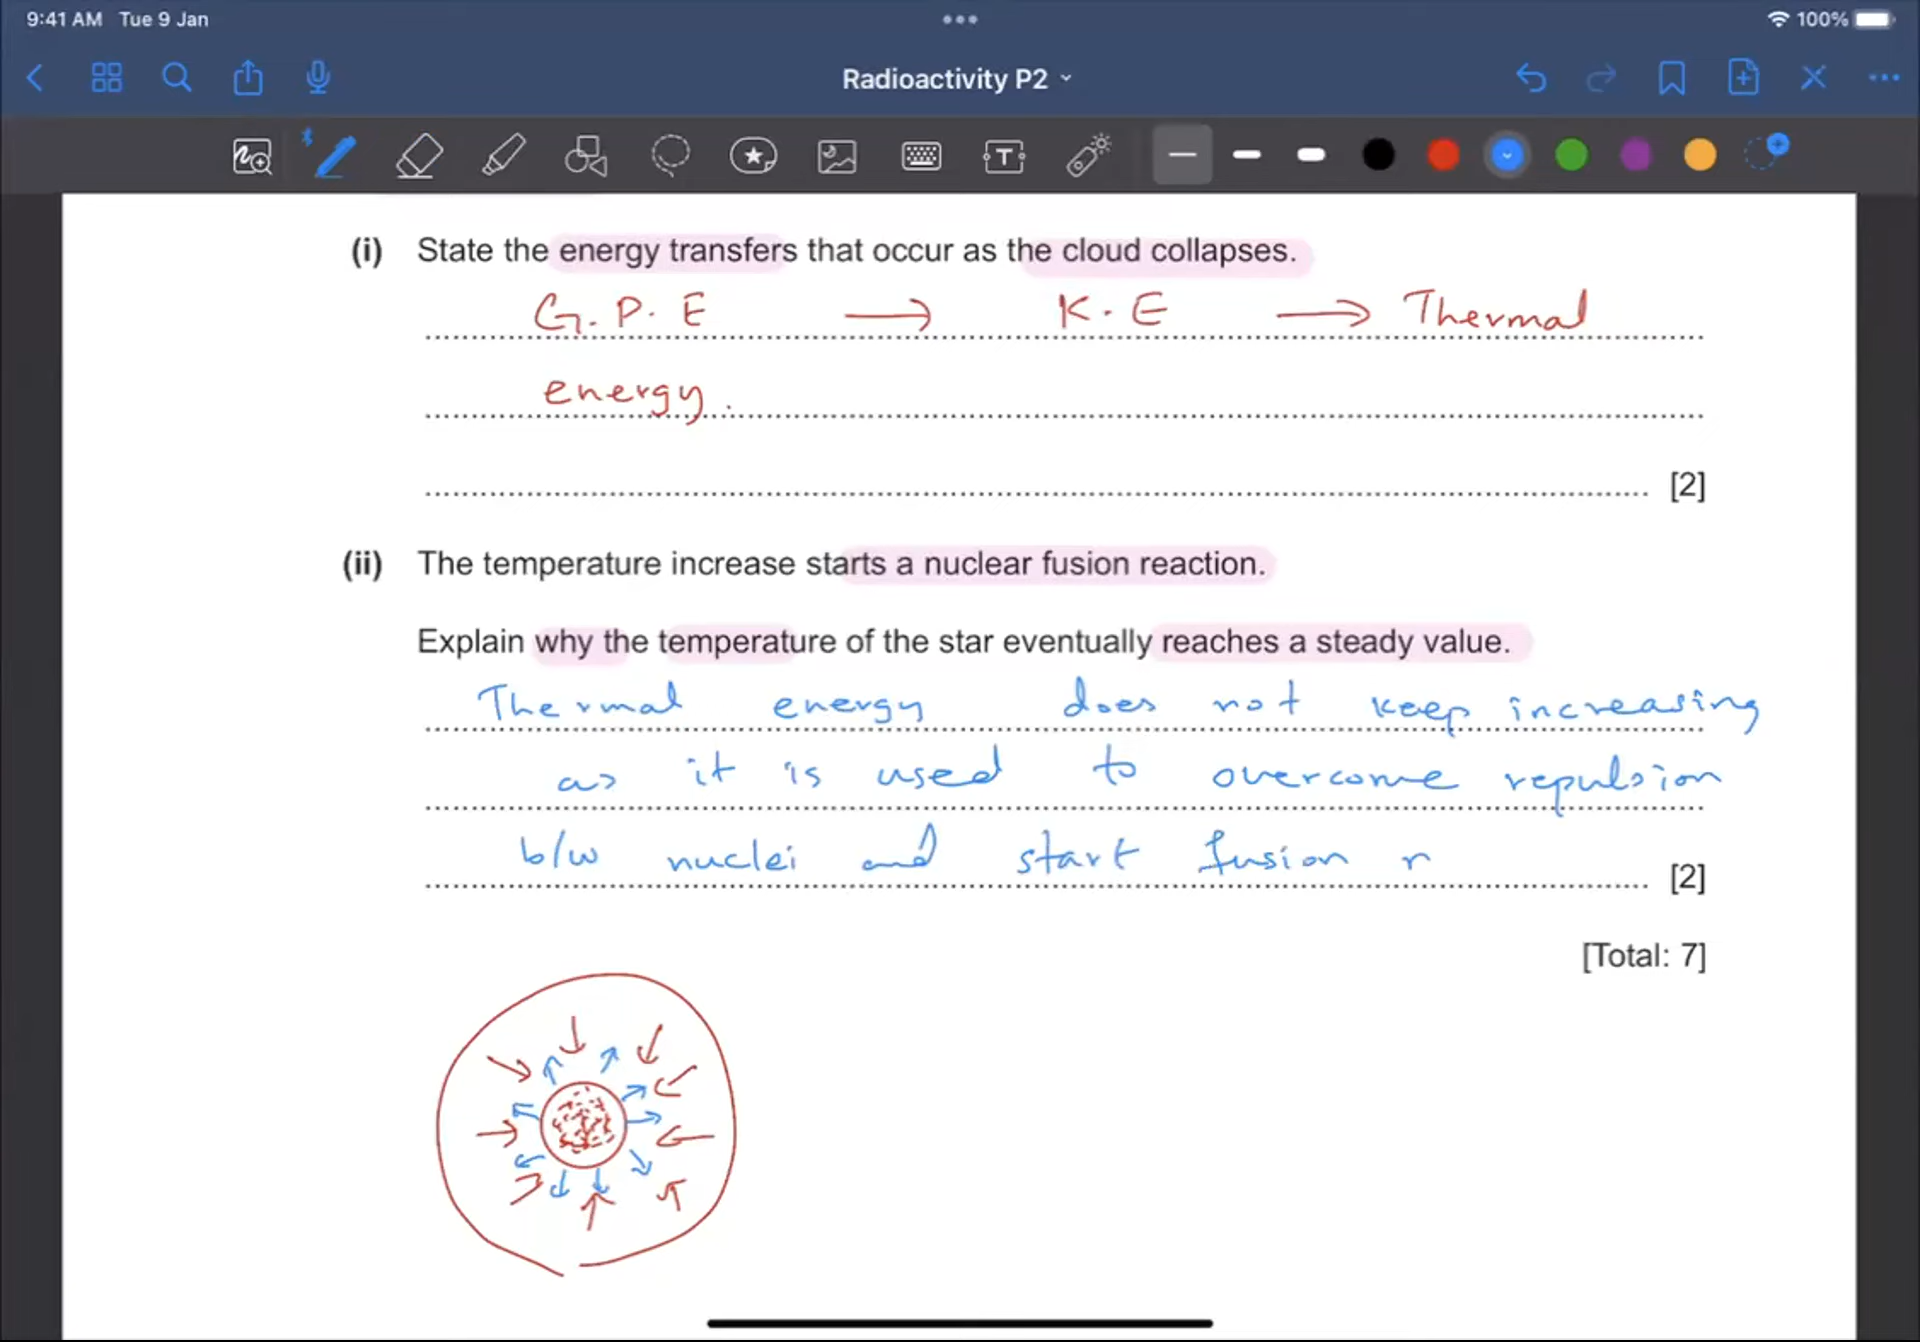 9:41 AM Tue 9 Jan
100%
Radioactivity P2
(i) State the energy transfers that occur as the cloud collapses.
G.P.E → K.E → Thermal
energy.
[2]
(ii) The temperature increase starts a nuclear fusion reaction.
Explain why the temperature of the star eventually reaches a steady value.
Thermal energy does not keep increasing
as it is used to overcome repulsion
b/w nuclei and start fusion r
[2]
[Total: 7]